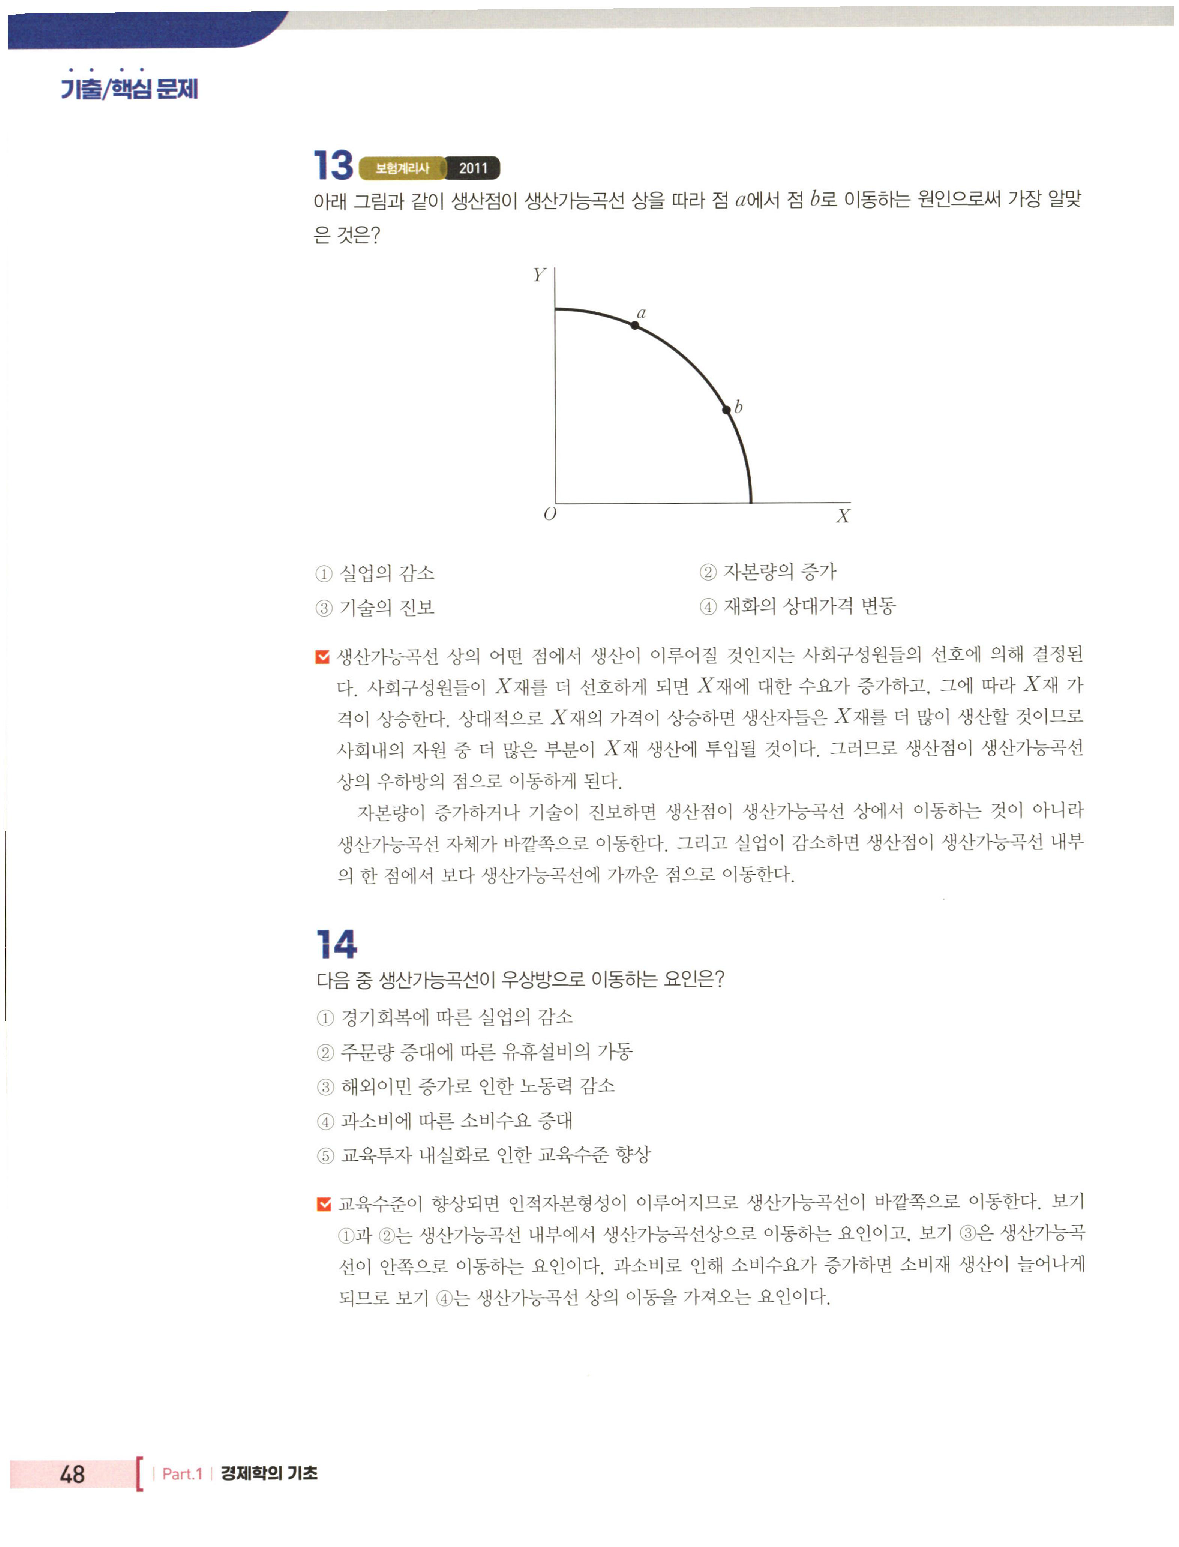 기출/핵심 문제
13 보험계리사 2011
아래 그림과 같이 생산점이 생산가능곡선 상을 따라 점 a에서 점 b로 이동하는 원인으로써 가장 알맞
은 것은?
Y
a
b
O
X
① 실업의 감소 ② 자본량의 증가
③ 기술의 진보 ④ 재화의 상대가격 변동
생산가능곡선 상의 어떤 점에서 생산이 이루어질 것인지는 사회구성원들의 선호에 의해 결정된
다. 사회구성원들이 X재를 더 선호하게 되면 X재에 대한 수요가 증가하고, 그에 따라 X재 가
격이 상승한다. 상대적으로 X재의 가격이 상승하면 생산자들은 X재를 더 많이 생산할 것이므로
사회내의 자원 중 더 많은 부분이 X재 생산에 투입될 것이다. 그러므로 생산점이 생산가능곡선
상의 우하방의 점으로 이동하게 된다.
자본량이 증가하거나 기술이 진보하면 생산점이 생산가능곡선 상에서 이동하는 것이 아니라
생산가능곡선 자체가 바깥쪽으로 이동한다. 그리고 실업이 감소하면 생산점이 생산가능곡선 내부
의 한 점에서 보다 생산가능곡선에 가까운 점으로 이동한다.
14
다음 중 생산가능곡선이 우상방으로 이동하는 요인은?
① 경기회복에 따른 실업의 감소
② 주문량 증대에 따른 유휴설비의 가동
③ 해외이민 증가로 인한 노동력 감소
④ 과소비에 따른 소비수요 증대
⑤ 교육투자 내실화로 인한 교육수준 향상
교육수준이 향상되면 인적자본형성이 이루어지므로 생산가능곡선이 바깥쪽으로 이동한다. 보기
①과 ②는 생산가능곡선 내부에서 생산가능곡선상으로 이동하는 요인이고, 보기 ③은 생산가능곡
선이 안쪽으로 이동하는 요인이다. 과소비로 인해 소비수요가 증가하면 소비재 생산이 늘어나게
되므로 보기 ④는 생산가능곡선 상의 이동을 가져오는 요인이다.
48 Part.1 경제학의 기초